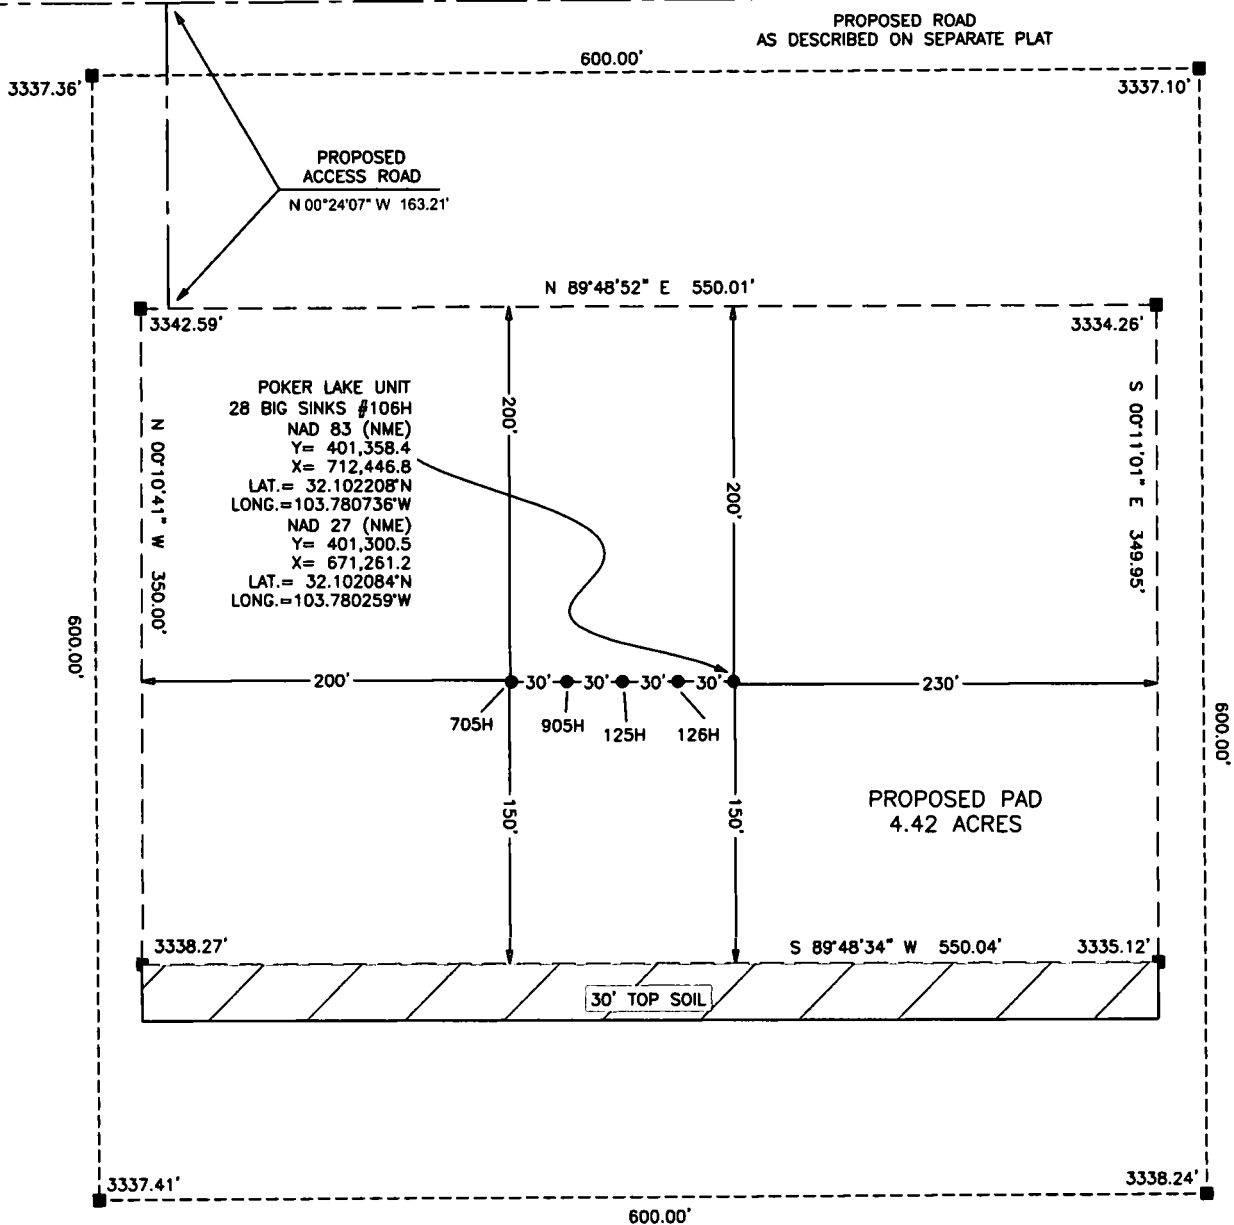 PROPOSED ROAD
AS DESCRIBED ON SEPARATE PLAT
600.00'
3337.36'
3337.10'
PROPOSED
ACCESS ROAD
N 00°24'07" W 163.21'
N 89°48'52" E 550.01'
3342.59'
3334.26'
POKER LAKE UNIT
28 BIG SINKS #106H
NAD 83 (NME)
Y= 401,358.4
X= 712,446.8
LAT.= 32.102208°N
LONG.=103.780736°W
NAD 27 (NME)
Y= 401,300.5
X= 671,261.2
LAT.= 32.102084°N
LONG.=103.780259°W
N 00°10'41" W 350.00'
200'
200'
S 00°11'01" E 349.95'
600.00'
200'
30'
30'
30'
30'
230'
705H
905H
125H
126H
600.00'
150'
150'
PROPOSED PAD
4.42 ACRES
3338.27'
S 89°48'34" W 550.04'
3335.12'
30' TOP SOIL
3337.41'
3338.24'
600.00'